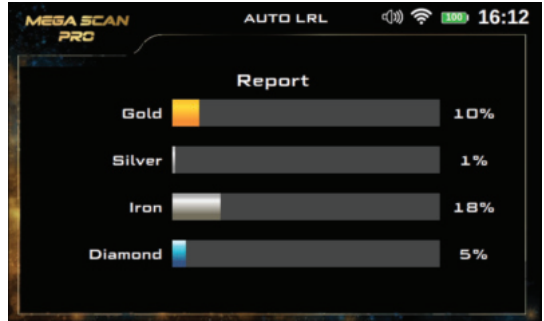 MEGA SCAN
PRO
AUTO LRL
100
16:12
Report
Gold 10%
Silver 1%
Iron 18%
Diamond 5%